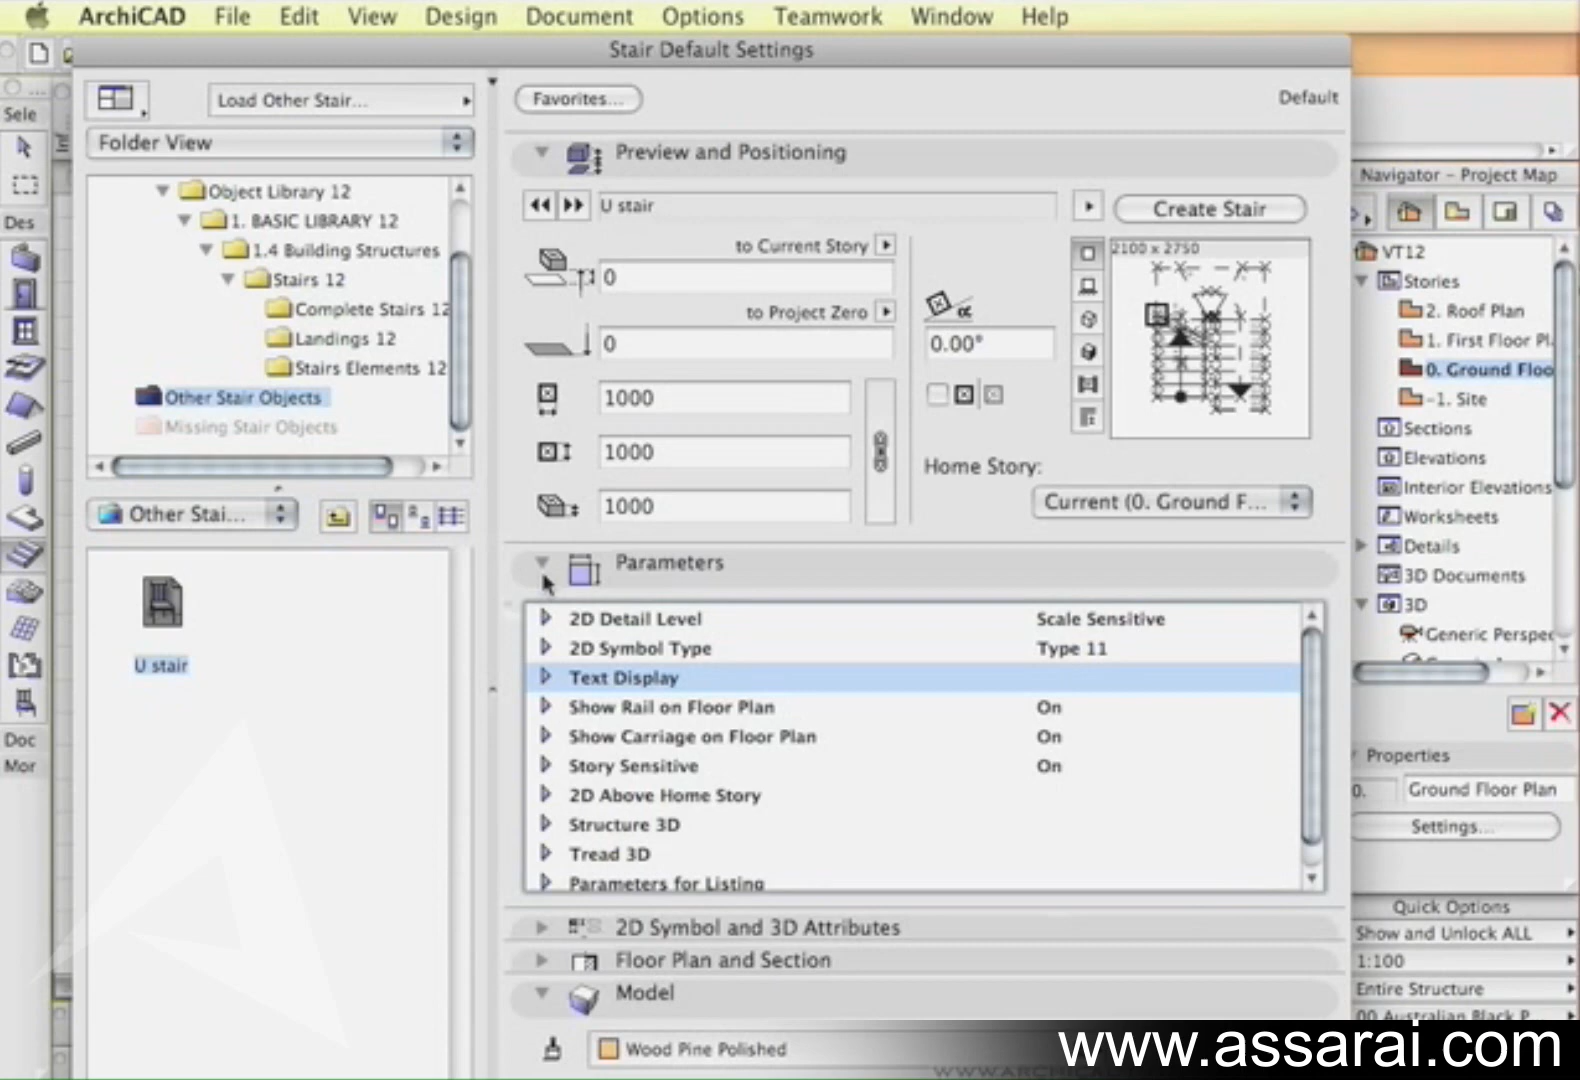 ArchiCAD File Edit View Design Document Options Teamwork Window Help
Stair Default Settings
Sele
Des
Doc
Mor
Load Other Stair...
Folder View
Object Library 12
1. BASIC LIBRARY 12
1.4 Building Structures
Stairs 12
Complete Stairs 12
Landings 12
Stairs Elements 12
Other Stair Objects
Missing Stair Objects
Other Stai...
U stair
Favorites...
Default
Preview and Positioning
U stair
Create Stair
to Current Story
0
to Project Zero
0
1000
1000
1000
α
0.00°
2100 x 2750
Home Story:
Current (0. Ground F...
Parameters
2D Detail Level Scale Sensitive
2D Symbol Type Type 11
Text Display
Show Rail on Floor Plan On
Show Carriage on Floor Plan On
Story Sensitive On
2D Above Home Story
Structure 3D
Tread 3D
Parameters for Listing
2D Symbol and 3D Attributes
Floor Plan and Section
Model
Wood Pine Polished
Navigator - Project Map
VT12
Stories
2. Roof Plan
1. First Floor Pl
0. Ground Floo
-1. Site
Sections
Elevations
Interior Elevations
Worksheets
Details
3D Documents
3D
Generic Perspec
Properties
0. Ground Floor Plan
Settings...
Quick Options
Show and Unlock ALL
1:100
Entire Structure
00 Australian Black P
www.assarai.com